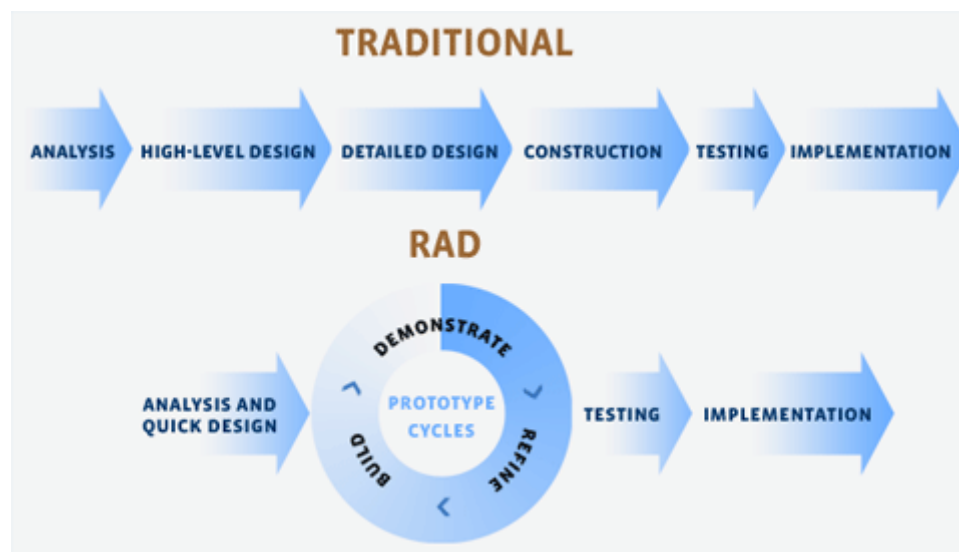 TRADITIONAL
ANALYSIS
HIGH-LEVEL DESIGN
DETAILED DESIGN
CONSTRUCTION
TESTING
IMPLEMENTATION
RAD
DEMONSTRATE
REFINE
BUILD
PROTOTYPE
CYCLES
ANALYSIS AND
QUICK DESIGN
TESTING
IMPLEMENTATION